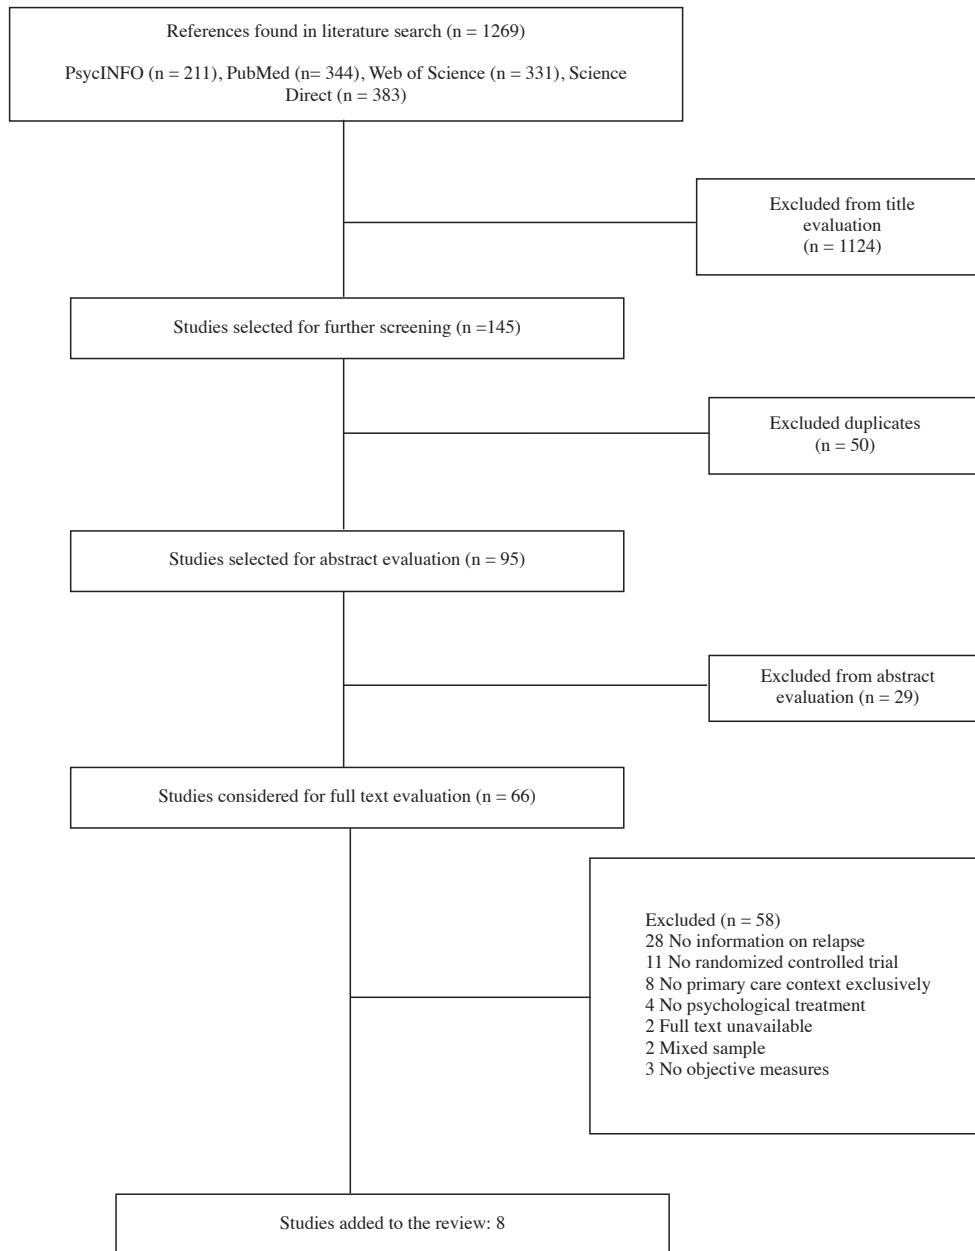 References found in literature search (n = 1269)
PsycINFO (n = 211), PubMed (n= 344), Web of Science (n = 331), Science
Direct (n = 383)
Excluded from title
evaluation
(n = 1124)
Studies selected for further screening (n =145)
Excluded duplicates
(n = 50)
Studies selected for abstract evaluation (n = 95)
Excluded from abstract
evaluation (n = 29)
Studies considered for full text evaluation (n = 66)
Excluded (n = 58)
28 No information on relapse
11 No randomized controlled trial
8 No primary care context exclusively
4 No psychological treatment
2 Full text unavailable
2 Mixed sample
3 No objective measures
Studies added to the review: 8